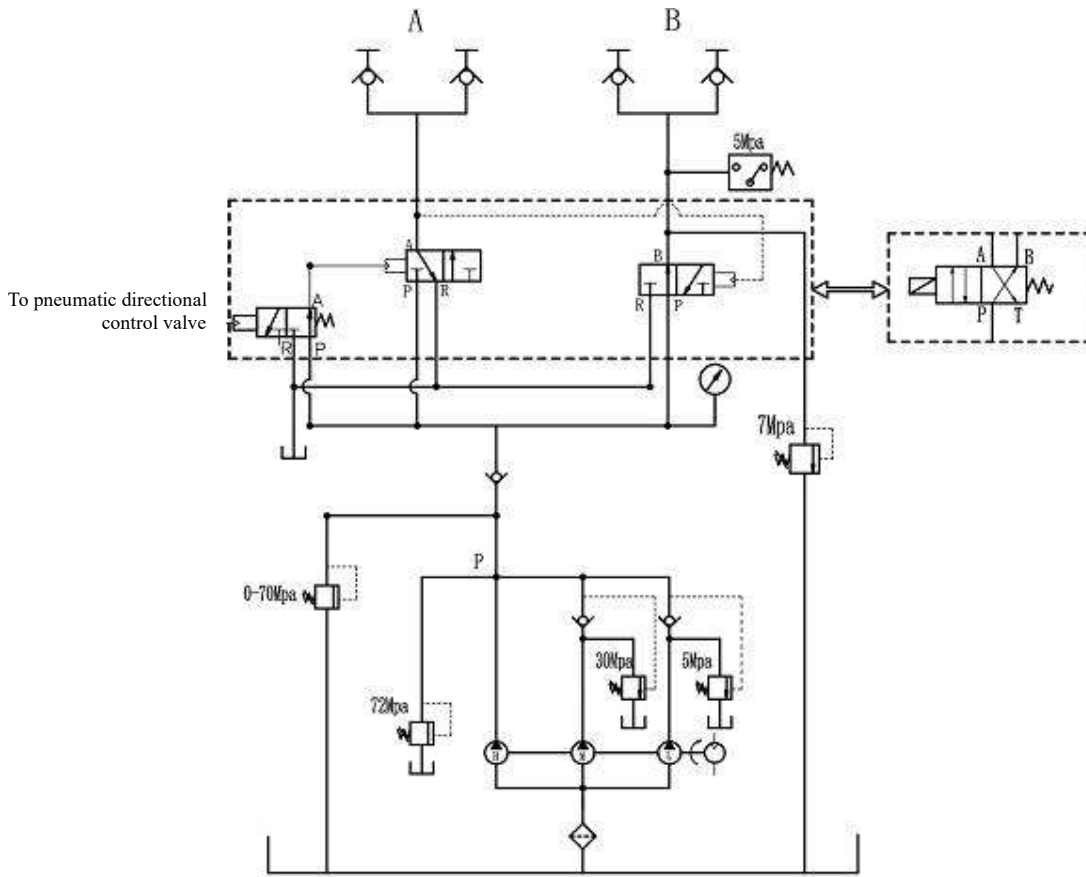 A B
5Mpa
A
P R
B
R P
A
R P
To pneumatic directional
control valve
A B
P T
7Mpa
P
0-70Mpa
72Mpa
30Mpa
5Mpa
H
M